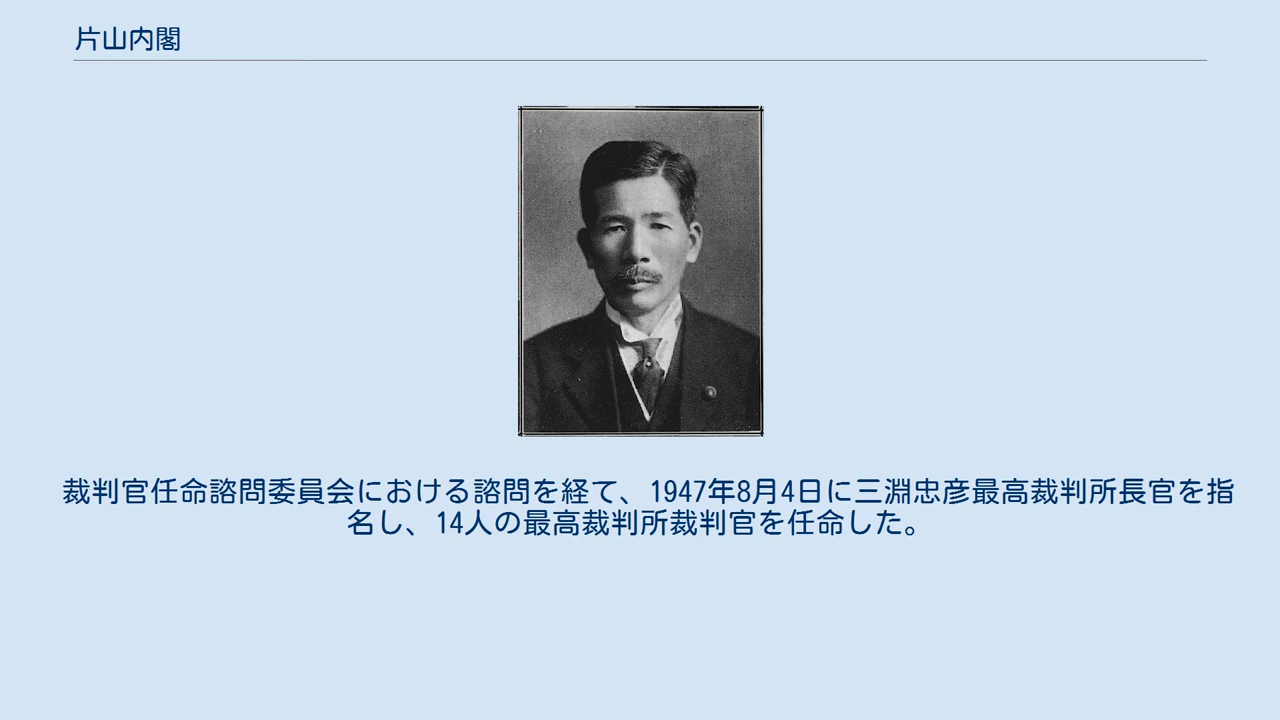 片山内閣
裁判官任命諮問委員会における諮問を経て、1947年8月4日に三淵忠彦最高裁判所長官を指
名し、14人の最高裁判所裁判官を任命した。